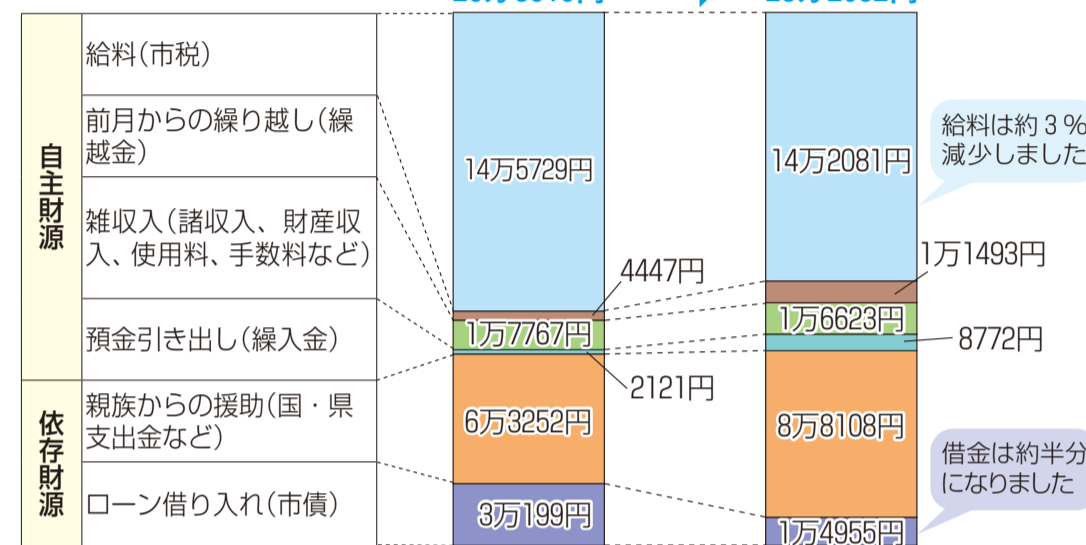 自主財源
給料(市税)
前月からの繰り越し(繰
越金)
雑収入(諸収入、財産収
入、使用料、手数料など)
預金引き出し(繰入金)
依存財源
親族からの援助(国・県
支出金など)
ローン借り入れ(市債)
14万5729円
4447円
1万7767円
2121円
6万3252円
3万199円
14万2081円
1万1493円
1万6623円
8772円
8万8108円
1万4955円
給料は約3%
減少しました
借金は約半分
になりました